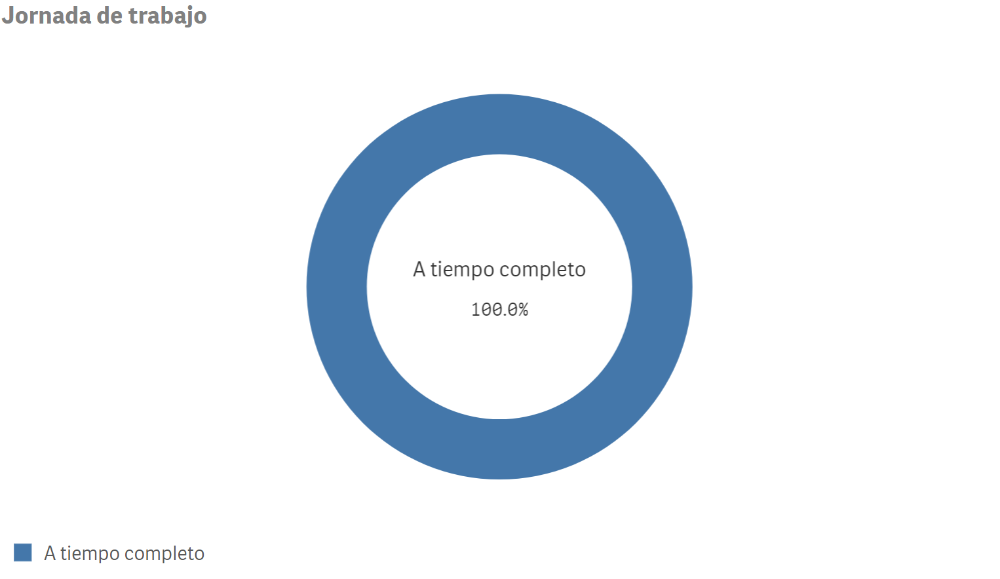 Jornada de trabajo
A tiempo completo
100.0%
A tiempo completo